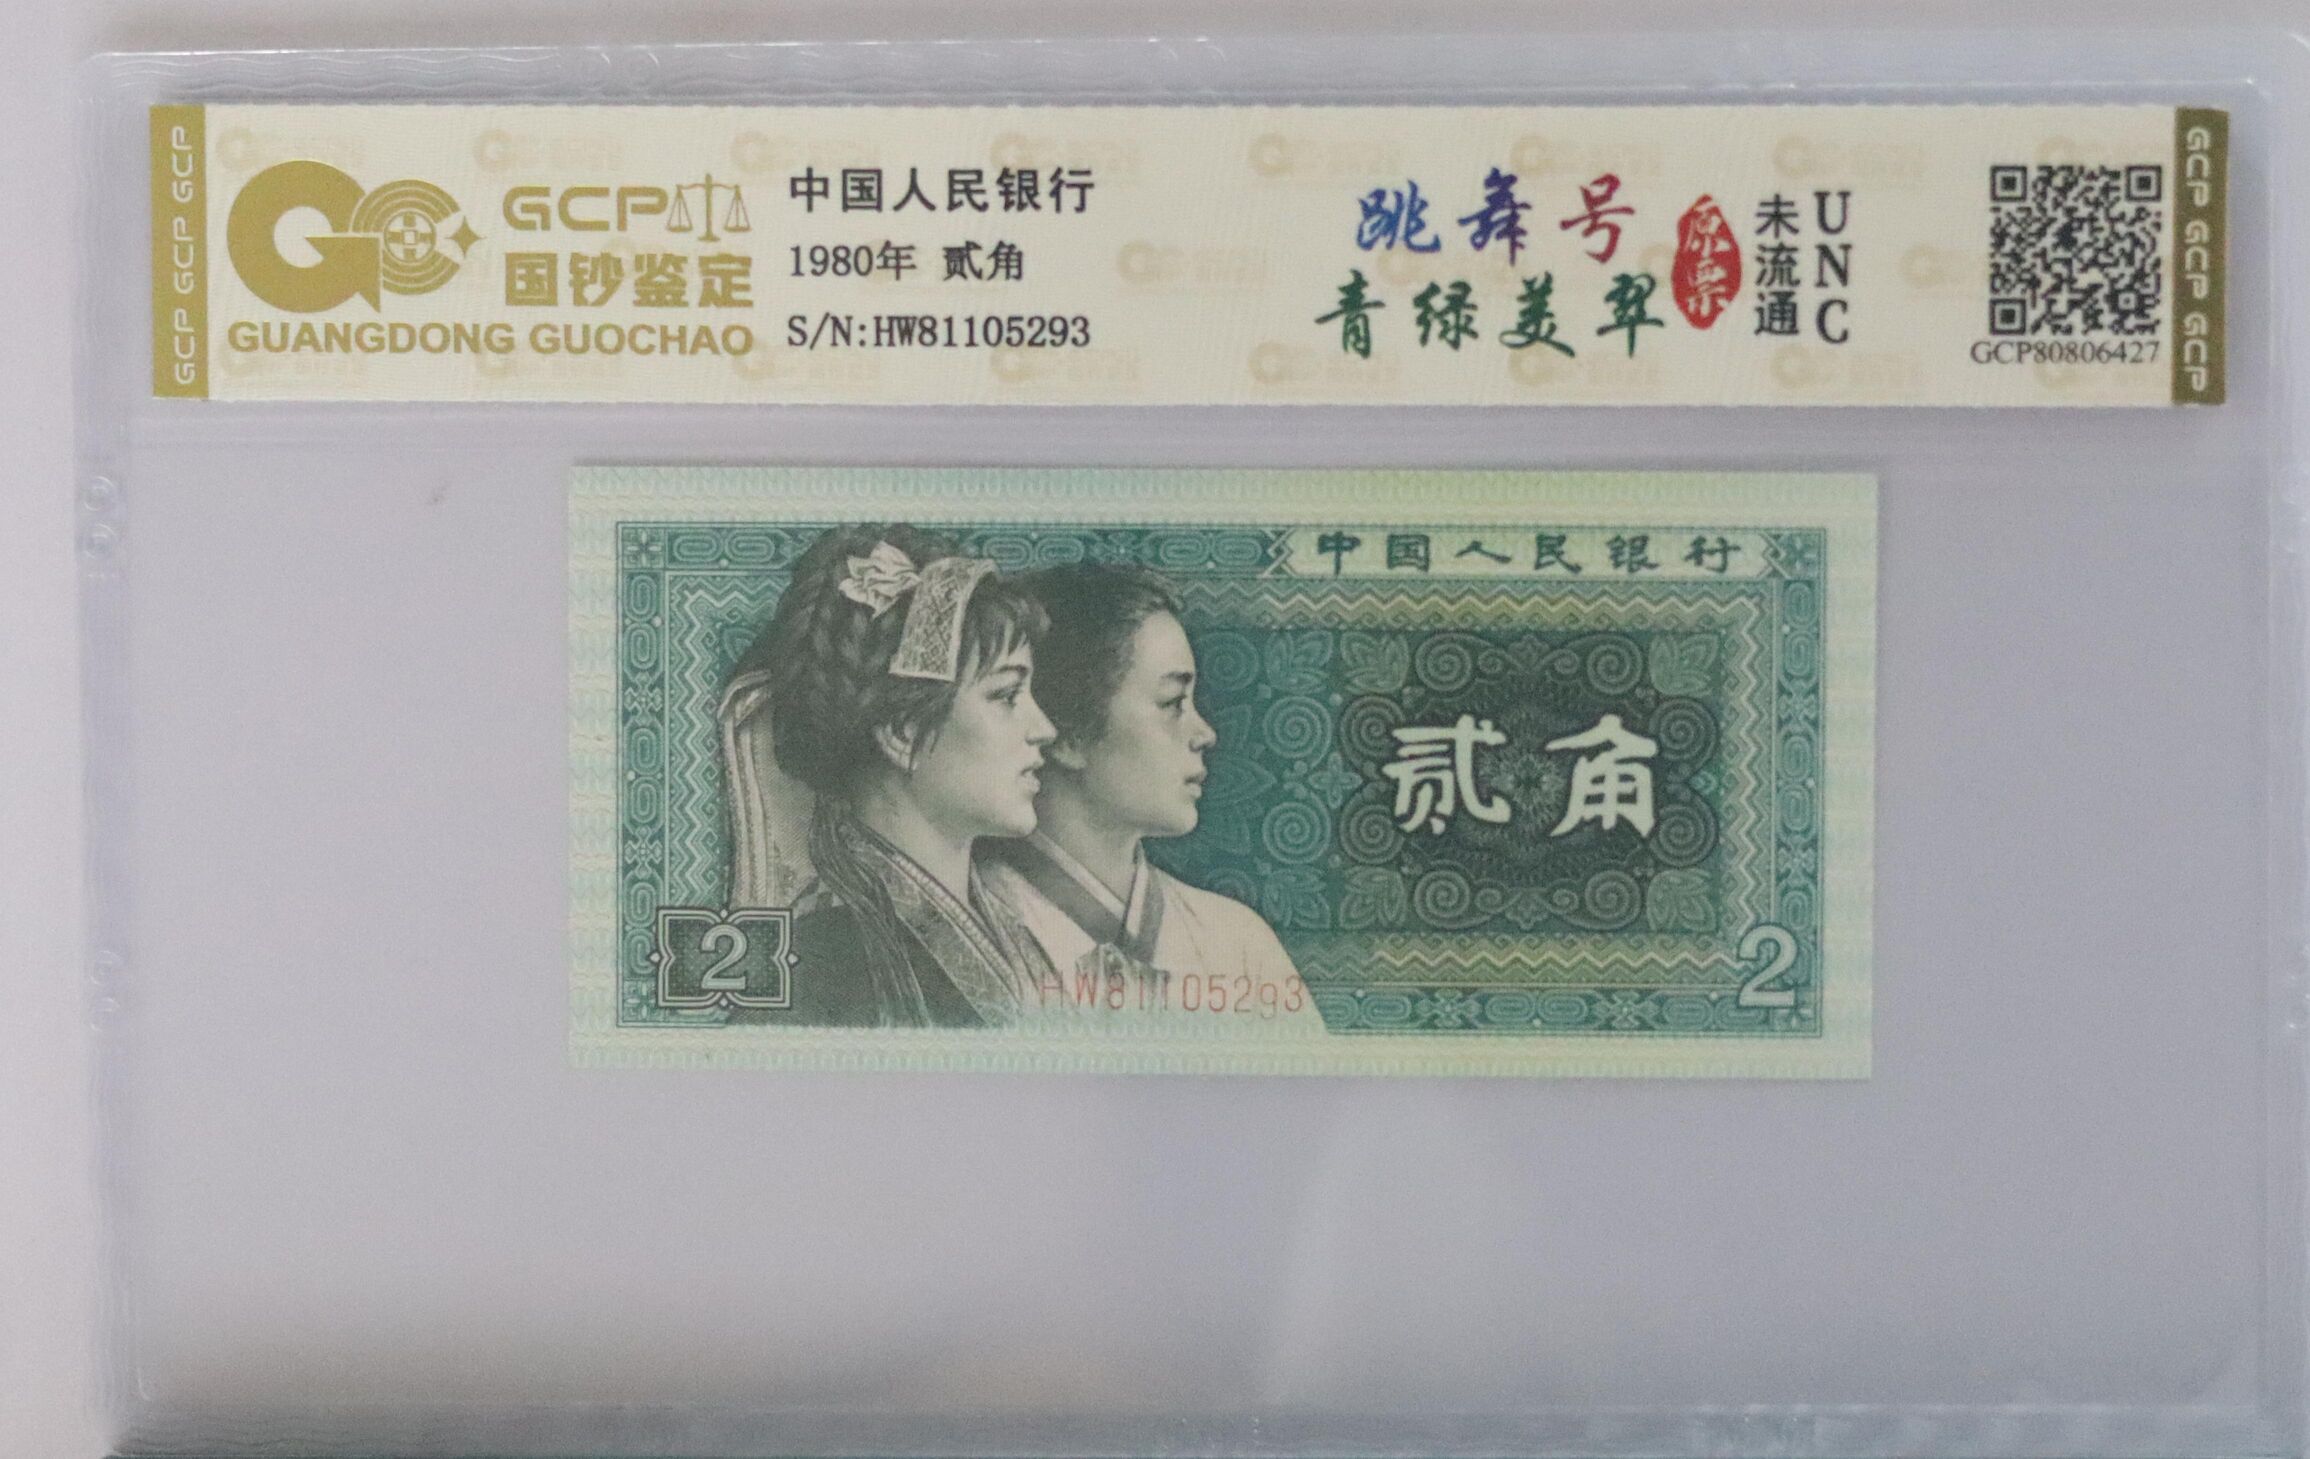 GCP GCP GCP
GCP
国钞鉴定
GUANGDONG GUOCHAO
中国人民银行
1980年 贰角
S/N:HW81105293
跳舞号
青绿美翠
原票
未流通
UNC
GCP80806427
GCP GCP GCP
中国人民银行
贰角
2
HW81105293
2